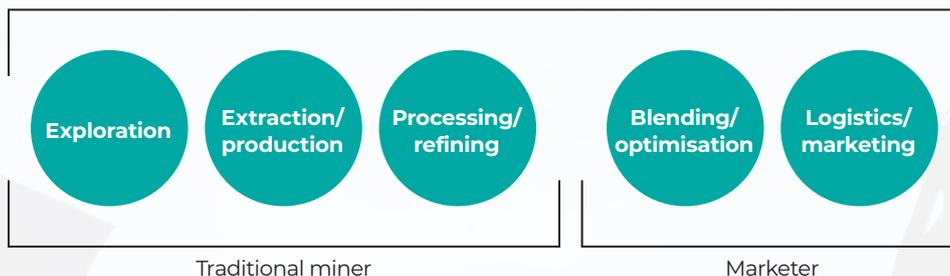 Exploration
Extraction/
production
Processing/
refining
Blending/
optimisation
Logistics/
marketing
Traditional miner
Marketer